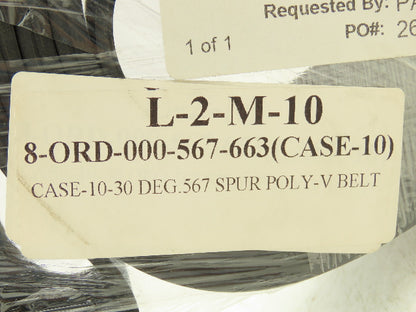 Requested By:
PO#: 26
1 of 1
L-2-M-10
8-ORD-000-567-663(CASE-10)
CASE-10-30 DEG.567 SPUR POLY-V BELT